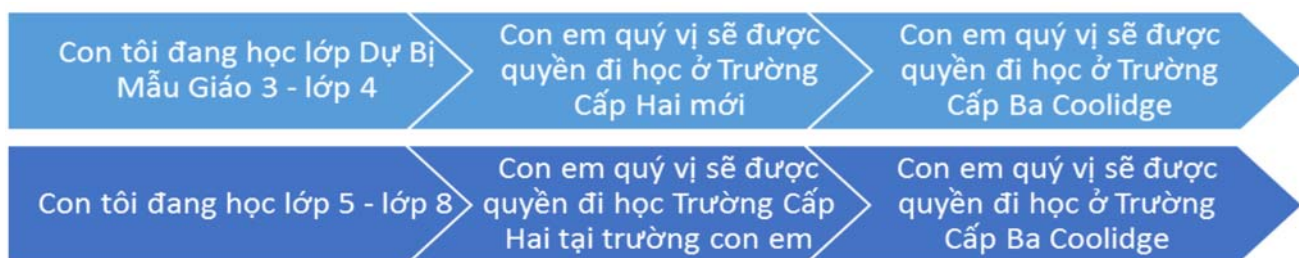 Con tôi đang học lớp Dự Bị
Mẫu Giáo 3 - lớp 4
Con em quý vị sẽ được
quyền đi học ở Trường
Cấp Hai mới
Con em quý vị sẽ được
quyền đi học ở Trường
Cấp Ba Coolidge
Con tôi đang học lớp 5 - lớp 8
Con em quý vị sẽ được
quyền đi học Trường Cấp
Hai tại trường con em
Con em quý vị sẽ được
quyền đi học ở Trường
Cấp Ba Coolidge